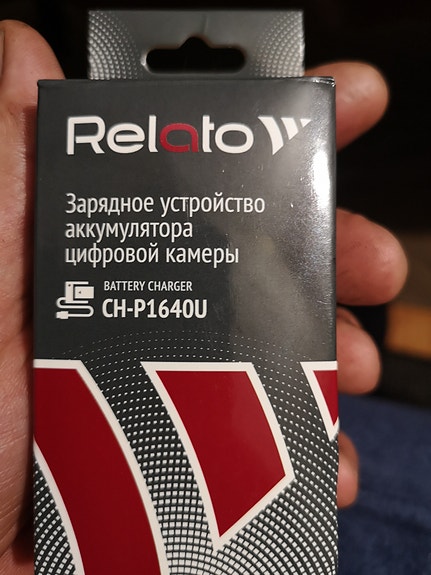 Relato
Зарядное устройство
аккумулятора
цифровой камеры
BATTERY CHARGER
CH-P1640U